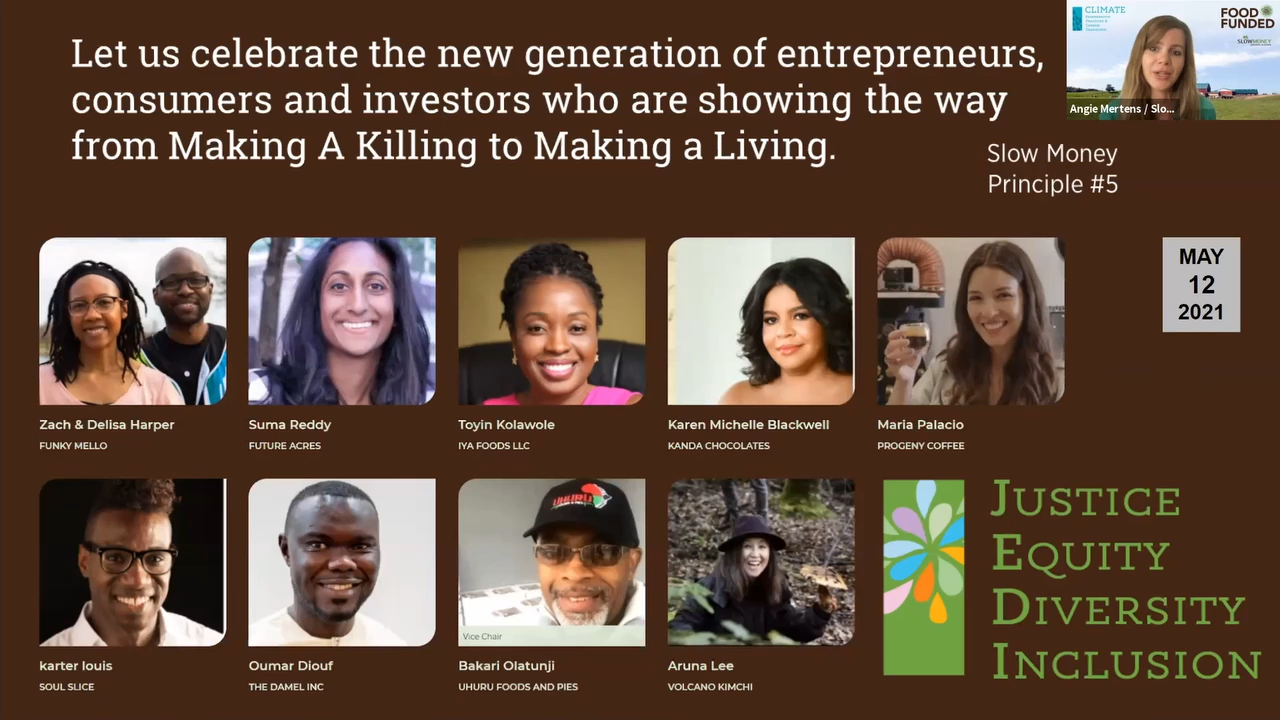 Let us celebrate the new generation of entrepreneurs,
consumers and investors who are showing the way
from Making A Killing to Making a Living.
Slow Money
Principle #5
CLIMATE
FOOD
FUNDED
SLOWMONEY
Angie Mertens / Slo...
MAY
12
2021
Zach & Delisa Harper
FUNKY MELLO
Suma Reddy
FUTURE ACRES
Toyin Kolawole
IYA FOODS LLC
Karen Michelle Blackwell
KANDA CHOCOLATES
Maria Palacio
PROGENY COFFEE
UHURU
Vice Chair
karter louis
SOUL SLICE
Oumar Diouf
THE DAMEL INC
Bakari Olatunji
UHURU FOODS AND PIES
Aruna Lee
VOLCANO KIMCHI
JUSTICE
EQUITY
DIVERSITY
INCLUSION